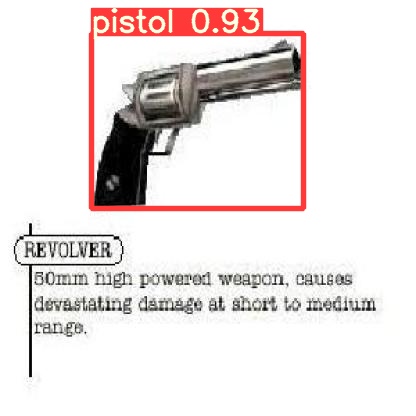 pistol 0.93
REVOLVER
50mm high powered weapon, causes
devastating damage at short to medium
range.